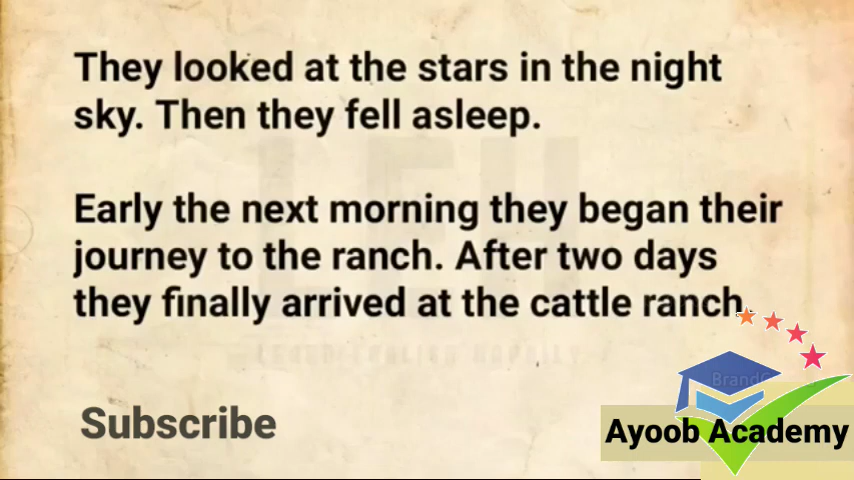 They looked at the stars in the night
sky. Then they fell asleep.
Early the next morning they began their
journey to the ranch. After two days
they finally arrived at the cattle ranch.
Subscribe
Ayoob Academy